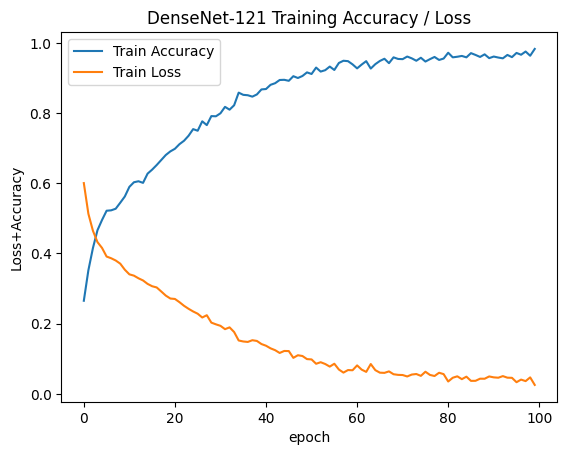 DenseNet-121 Training Accuracy / Loss
Train Accuracy
Train Loss
Loss+Accuracy
1.0
0.8
0.6
0.4
0.2
0.0
0 20 40 60 80 100
epoch